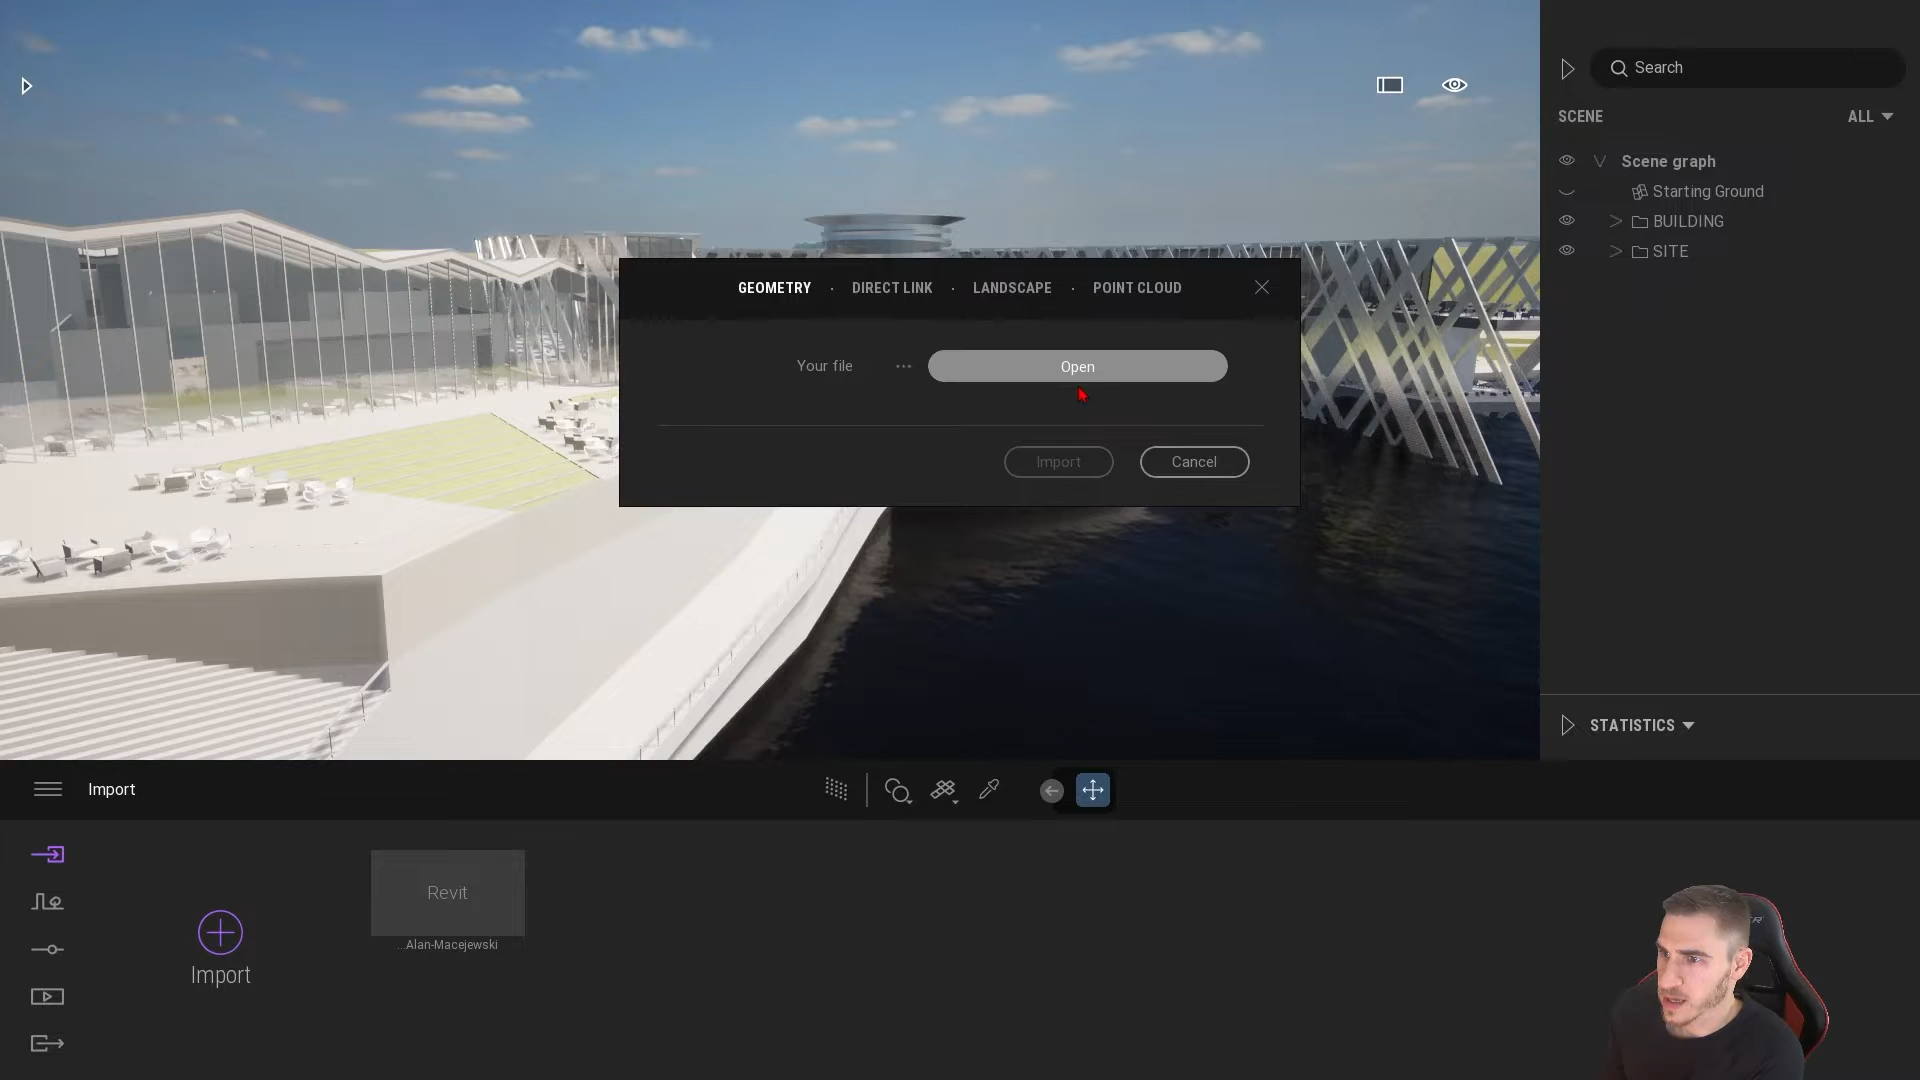 Search
SCENE
ALL
Scene graph
Starting Ground
BUILDING
SITE
GEOMETRY · DIRECT LINK · LANDSCAPE · POINT CLOUD
Your file
Open
Import
Cancel
STATISTICS
Import
Revit
...Alan-Macejewski
Import